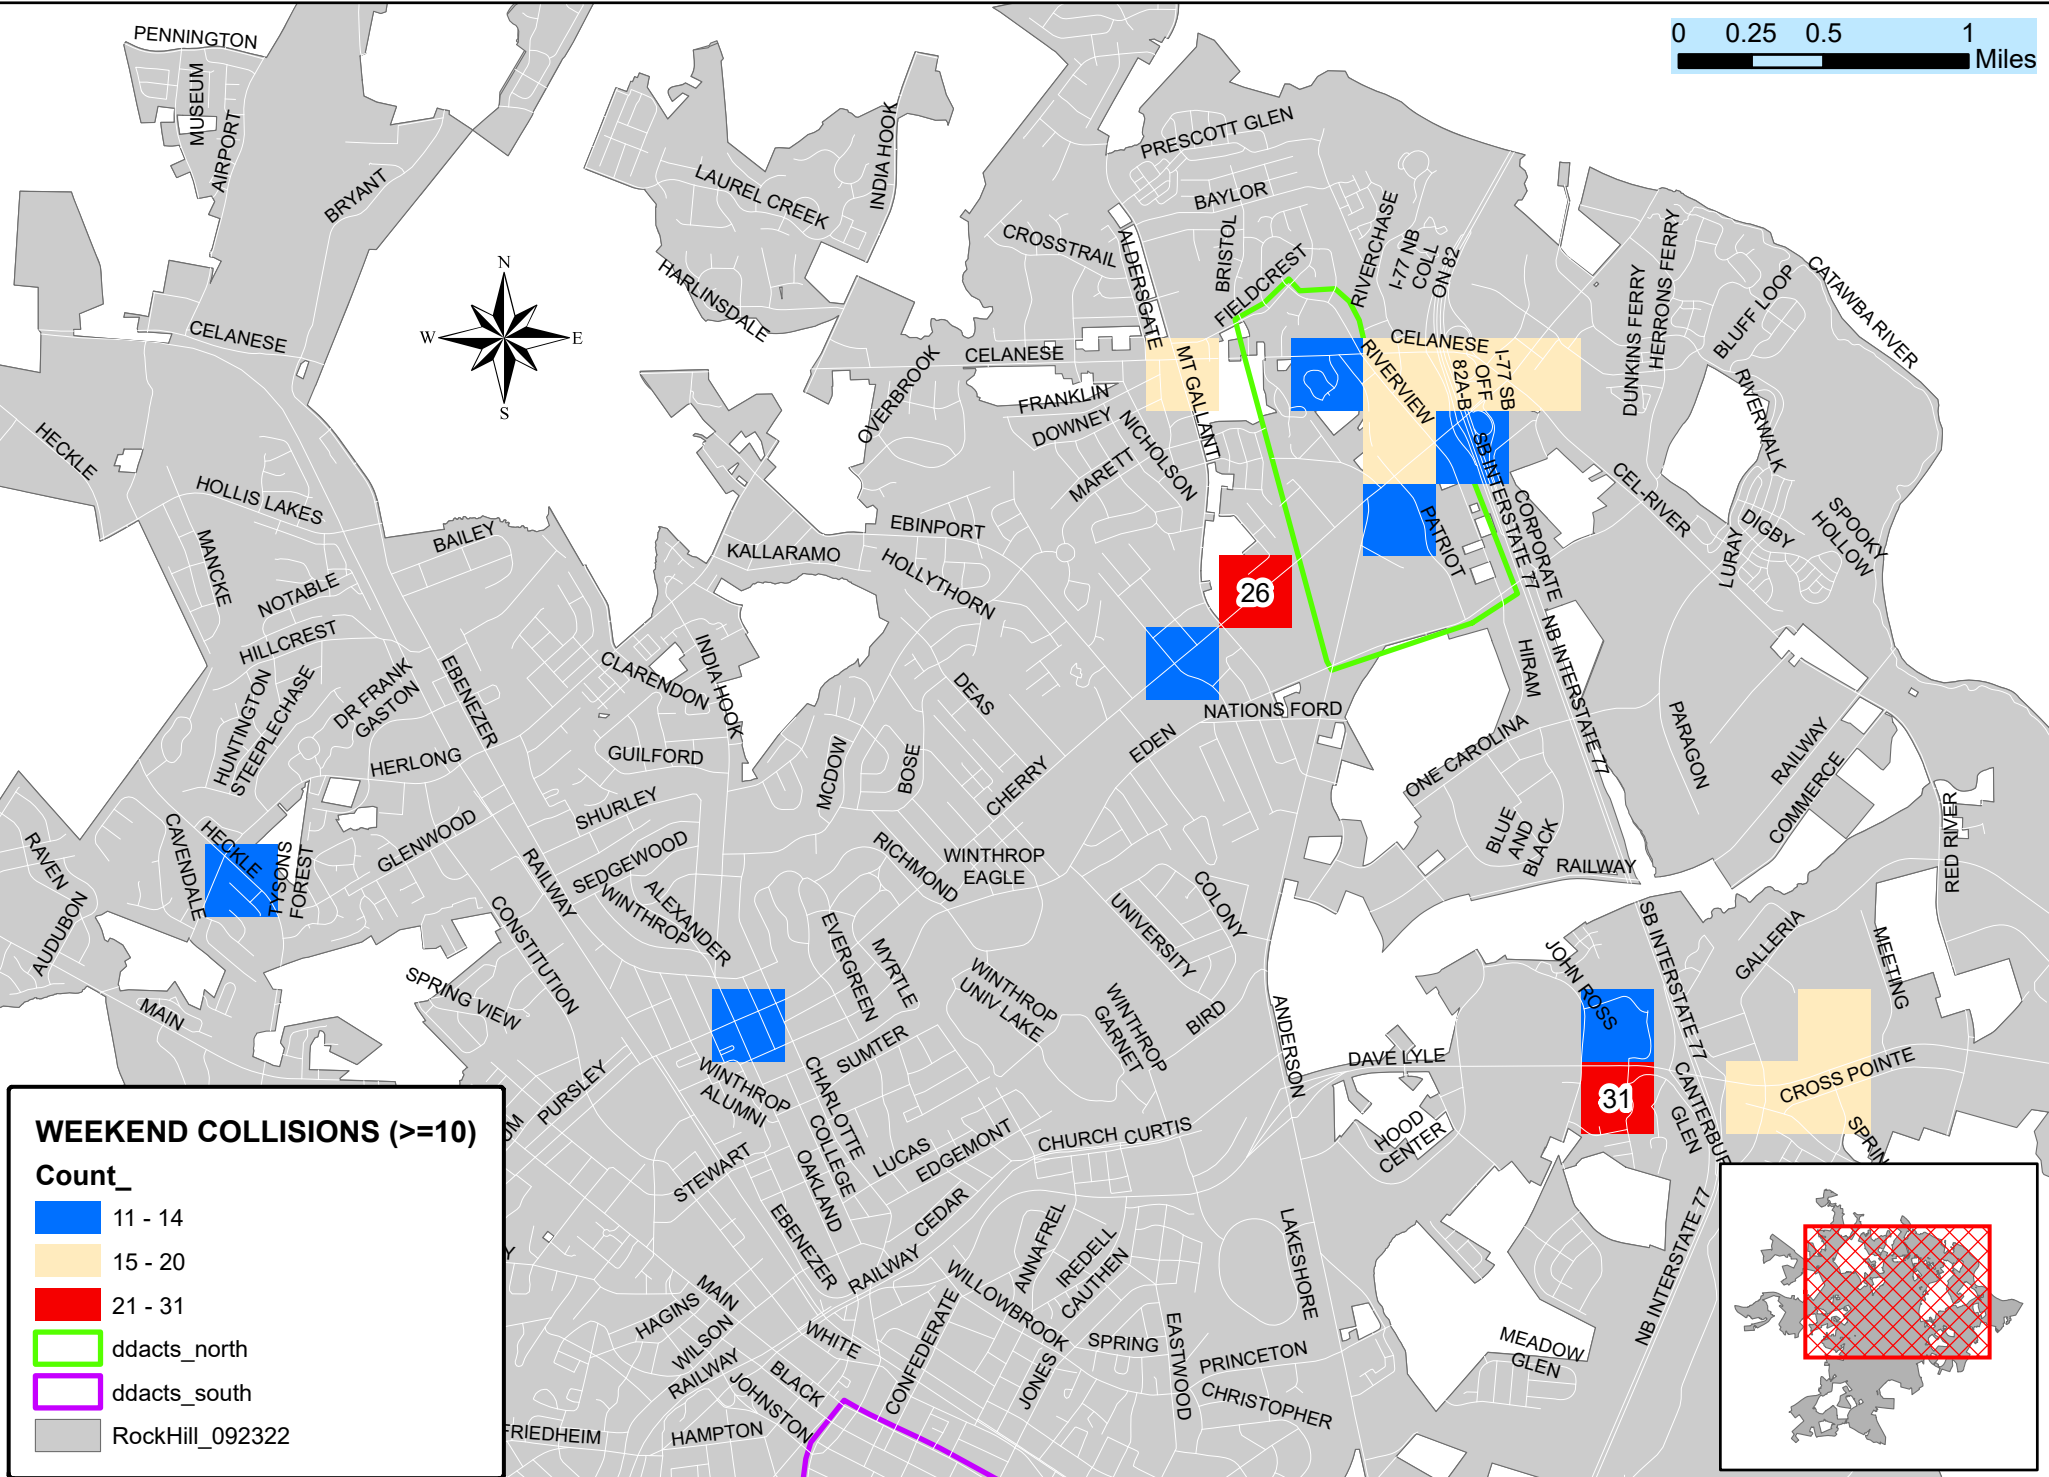 PENNINGTON
MUSEUM
AIRPORT
BRYANT
CELANESE
HECKLE
HOLLIS LAKES
MANCKE
NOTABLE
HILLCREST
HUNTINGTON
STEEPLECHASE
DR FRANK
GASTON
HERLONG
EBENEZER
BAILEY
N
W
E
S
LAUREL CREEK
INDIA HOOK
HARLINSDALE
OVERBROOK
CELANESE
CROSSTRAIL
FRANKLIN
DOWNEY
NICHOLSON
MARETT
EBINPORT
KALLARAMO
HOLLYTHORN
PRESCOTT GLEN
BAYLOR
BRISTOL
ALDERSGATE
FIELDCREST
MT GALLANT
RIVERCHASE
I-77 NB
COLL
ON 82
CELANESE
RIVERVIEW
I-77 SB
OFF
82A-B
SB INTERSTATE 77
CORPORATE
PATRIOT
DUNKINS FERRY
HERRONS FERRY
BLUFF LOOP
CATAWBA RIVER
RIVERWALK
CEL-RIVER
DIGBY
LURAY
SPOOKY
HOLLOW
0 0.25 0.5 1
Miles
26
NATIONS FORD
EDEN
CHERRY
DEAS
BOSE
MCDOW
CLARENDON
INDIA HOOK
GUILFORD
SHURLEY
SEDGEWOOD
WINTHROP
ALEXANDER
GLENWOOD
RAILWAY
CONSTITUTION
SPRING VIEW
PURSLEY
UM
HECKLE
CAVENDALE
TYSONS
FOREST
RAVEN
AUDUBON
MAIN
NB INTERSTATE 77
HIRAM
ONE CAROLINA
BLUE
AND
BLACK
RAILWAY
PARAGON
RAILWAY
COMMERCE
RED RIVER
RICHMOND
WINTHROP
EAGLE
COLONY
UNIVERSITY
EVERGREEN
MYRTLE
WINTHROP
UNIV LAKE
WINTHROP
GARNET
BIRD
ANDERSON
SUMTER
WINTHROP
ALUMNI
CHARLOTTE
COLLEGE
OAKLAND
LUCAS
EDGEMONT
CHURCH
CURTIS
STEWART
EBENEZER
CEDAR
RAILWAY
DAVE LYLE
HOOD
CENTER
JOHN ROSS
SB INTERSTATE 77
GALLERIA
MEETING
CROSS POINTE
CANTERBUR
GLEN
SPRIN
31
NB INTERSTATE 77
MEADOW
GLEN
LAKESHORE
ANNAFREL
IREDELL
CAUTHEN
WILLOWBROOK
SPRING
JONES
EASTWOOD
PRINCETON
CHRISTOPHER
CONFEDERATE
WHITE
BLACK
HAGINS
MAIN
WILSON
RAILWAY
JOHNSTON
HAMPTON
FRIEDHEIM
Y
WEEKEND COLLISIONS (>=10)
Count_
11 - 14
15 - 20
21 - 31
ddacts_north
ddacts_south
RockHill_092322